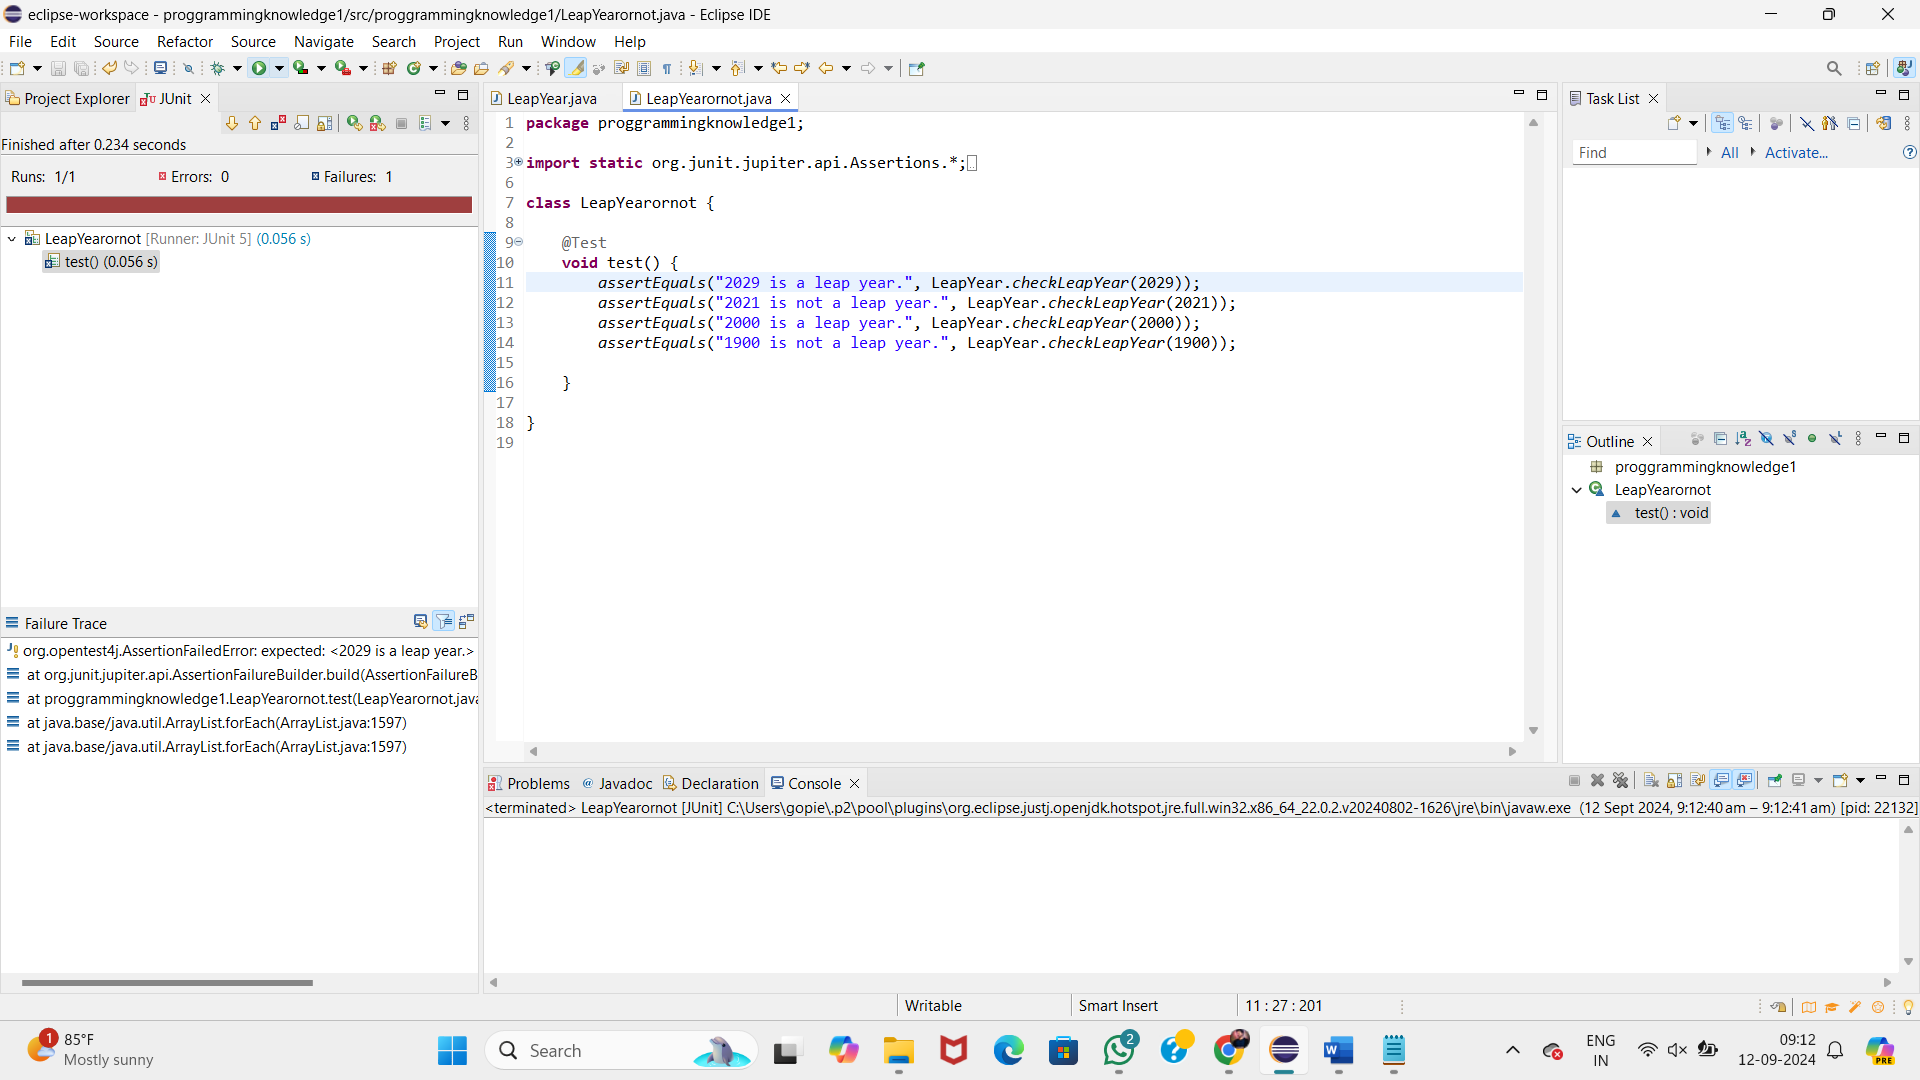 eclipse-workspace - proggrammingknowledge1/src/proggrammingknowledge1/LeapYearornot.java - Eclipse IDE
File Edit Source Refactor Source Navigate Search Project Run Window Help
Project Explorer JUnit
Finished after 0.234 seconds
Runs: 1/1 Errors: 0 Failures: 1
LeapYearornot [Runner: JUnit 5] (0.056 s)
test() (0.056 s)
Failure Trace
org.opentest4j.AssertionFailedError: expected: <2029 is a leap year.>
at org.junit.jupiter.api.AssertionFailureBuilder.build(AssertionFailureB
at proggrammingknowledge1.LeapYearornot.test(LeapYearornot.java
at java.base/java.util.ArrayList.forEach(ArrayList.java:1597)
at java.base/java.util.ArrayList.forEach(ArrayList.java:1597)
LeapYear.java LeapYearornot.java
1 package proggrammingknowledge1;
2
3 import static org.junit.jupiter.api.Assertions.*;
6
7 class LeapYearornot {
8
9 @Test
10 void test() {
11 assertEquals("2029 is a leap year.", LeapYear.checkLeapYear(2029));
12 assertEquals("2021 is not a leap year.", LeapYear.checkLeapYear(2021));
13 assertEquals("2000 is a leap year.", LeapYear.checkLeapYear(2000));
14 assertEquals("1900 is not a leap year.", LeapYear.checkLeapYear(1900));
15
16 }
17
18 }
19
Task List
Find All Activate...
Outline
proggrammingknowledge1
LeapYearornot
test() : void
Problems Javadoc Declaration Console
<terminated> LeapYearornot [JUnit] C:\Users\gopie\.p2\pool\plugins\org.eclipse.justj.openjdk.hotspot.jre.full.win32.x86_64_22.0.2.v20240802-1626\jre\bin\javaw.exe (12 Sept 2024, 9:12:40 am – 9:12:41 am) [pid: 22132]
Writable Smart Insert 11 : 27 : 201
1
85°F
Mostly sunny
Search
2
ENG
IN
09:12
12-09-2024
PRE